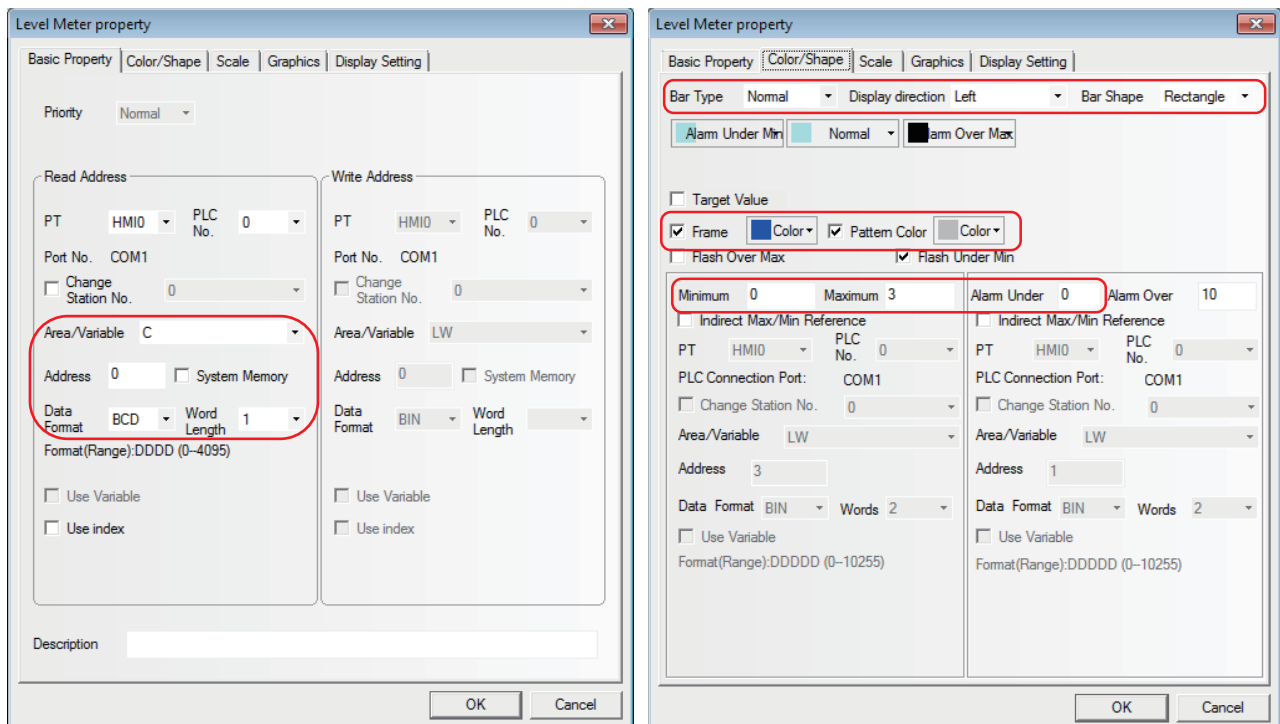 Level Meter property
Basic Property Color/Shape Scale Graphics Display Setting
Priority Normal
Read Address
PT HMI0 PLC No. 0
Port No. COM1
Change Station No. 0
Area/Variable C
Address 0 System Memory
Data Format BCD Word Length 1
Format(Range):DDDD (0--4095)
Use Variable
Use index
Write Address
PT HMI0 PLC No. 0
Port No. COM1
Change Station No. 0
Area/Variable LW
Address 0 System Memory
Data Format BIN Word Length
Use Variable
Use index
Description
OK Cancel
Level Meter property
Basic Property Color/Shape Scale Graphics Display Setting
Bar Type Normal Display direction Left Bar Shape Rectangle
Alarm Under Min Normal Alarm Over Max
Target Value
Frame Color Pattern Color Color
Flash Over Max Flash Under Min
Minimum 0 Maximum 3
Indirect Max/Min Reference
PT HMI0 PLC No. 0
PLC Connection Port: COM1
Change Station No. 0
Area/Variable LW
Address 3
Data Format BIN Words 2
Use Variable
Format(Range):DDDDD (0--10255)
Alarm Under 0 Alarm Over 10
Indirect Max/Min Reference
PT HMI0 PLC No. 0
PLC Connection Port: COM1
Change Station No. 0
Area/Variable LW
Address 1
Data Format BIN Words 2
Use Variable
Format(Range):DDDDD (0--10255)
OK Cancel